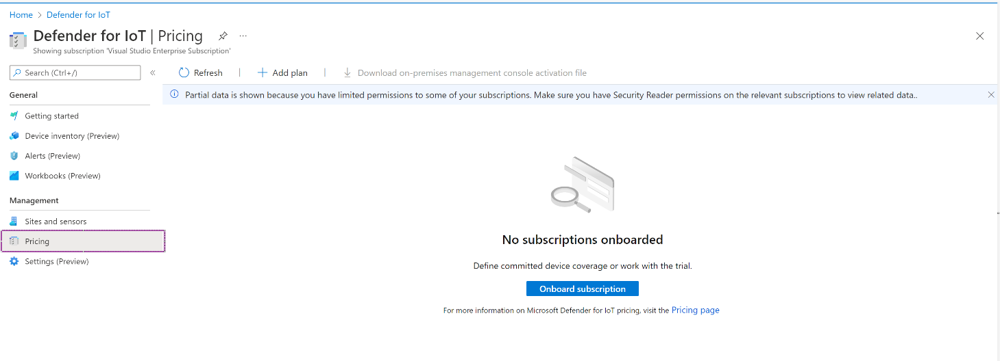 Home > Defender for IoT
Defender for IoT | Pricing ...
Showing subscription 'Visual Studio Enterprise Subscription'
Search (Ctrl+/) «
Refresh | Add plan | Download on-premises management console activation file
Partial data is shown because you have limited permissions to some of your subscriptions. Make sure you have Security Reader permissions on the relevant subscriptions to view related data..
General
Getting started
Device inventory (Preview)
Alerts (Preview)
Workbooks (Preview)
Management
Sites and sensors
Pricing
Settings (Preview)
No subscriptions onboarded
Define committed device coverage or work with the trial.
Onboard subscription
For more information on Microsoft Defender for IoT pricing, visit the Pricing page